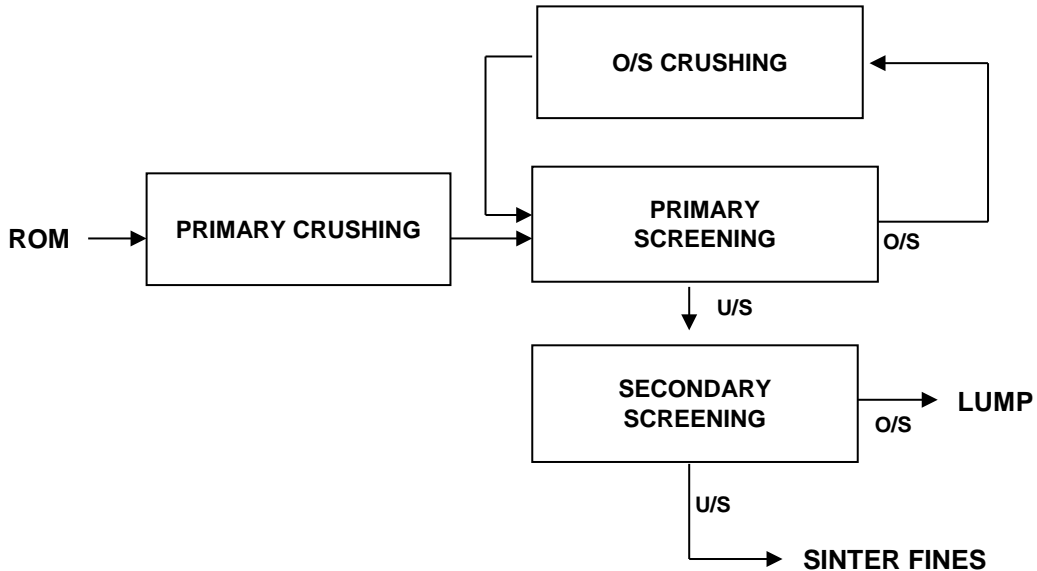 O/S CRUSHING
ROM
PRIMARY CRUSHING
PRIMARY
SCREENING
O/S
U/S
SECONDARY
SCREENING
O/S
LUMP
U/S
SINTER FINES